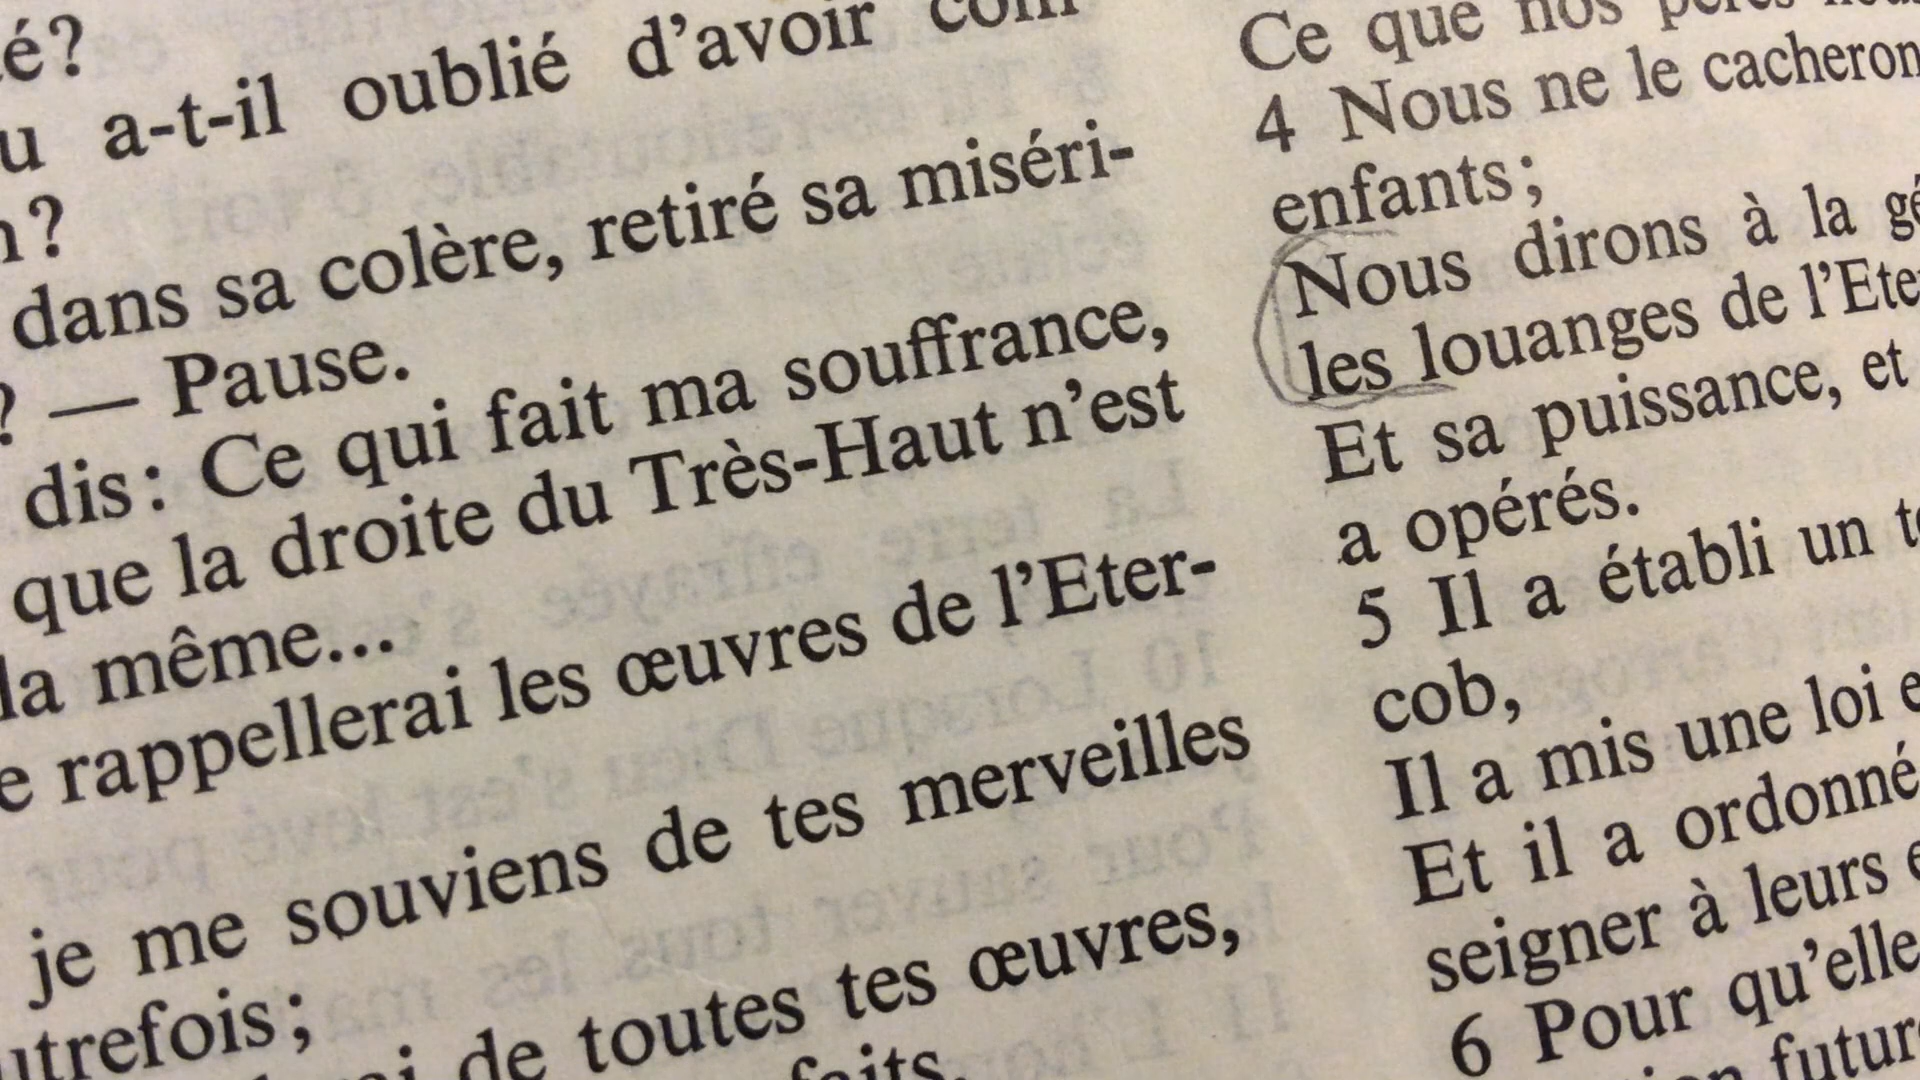 é?
a-t-il oublié d'avoir
?
dans sa colère, retiré sa miséri-
? — Pause.
dis: Ce qui fait ma souffrance,
que la droite du Très-Haut n'est
la même...
rappellerai les œuvres de l'Eter-
je me souviens de tes merveilles
utrefois;
de toutes tes œuvres,
faits.
Ce que nos pères
4 Nous ne le cacheron
enfants;
Nous dirons à la gé
les louanges de l'Ete
Et sa puissance, et
a opérés.
5 Il a établi un t
cob,
Il a mis une loi e
Et il a ordonné
seigner à leurs e
6 Pour qu'elle
futur